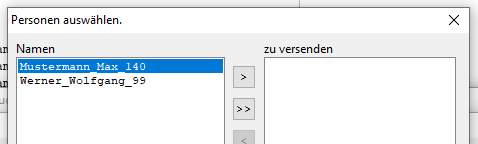 Personen auswählen.
Namen
zu versenden
Mustermann_Max_140
Werner_Wolfgang_99
>
>>
<